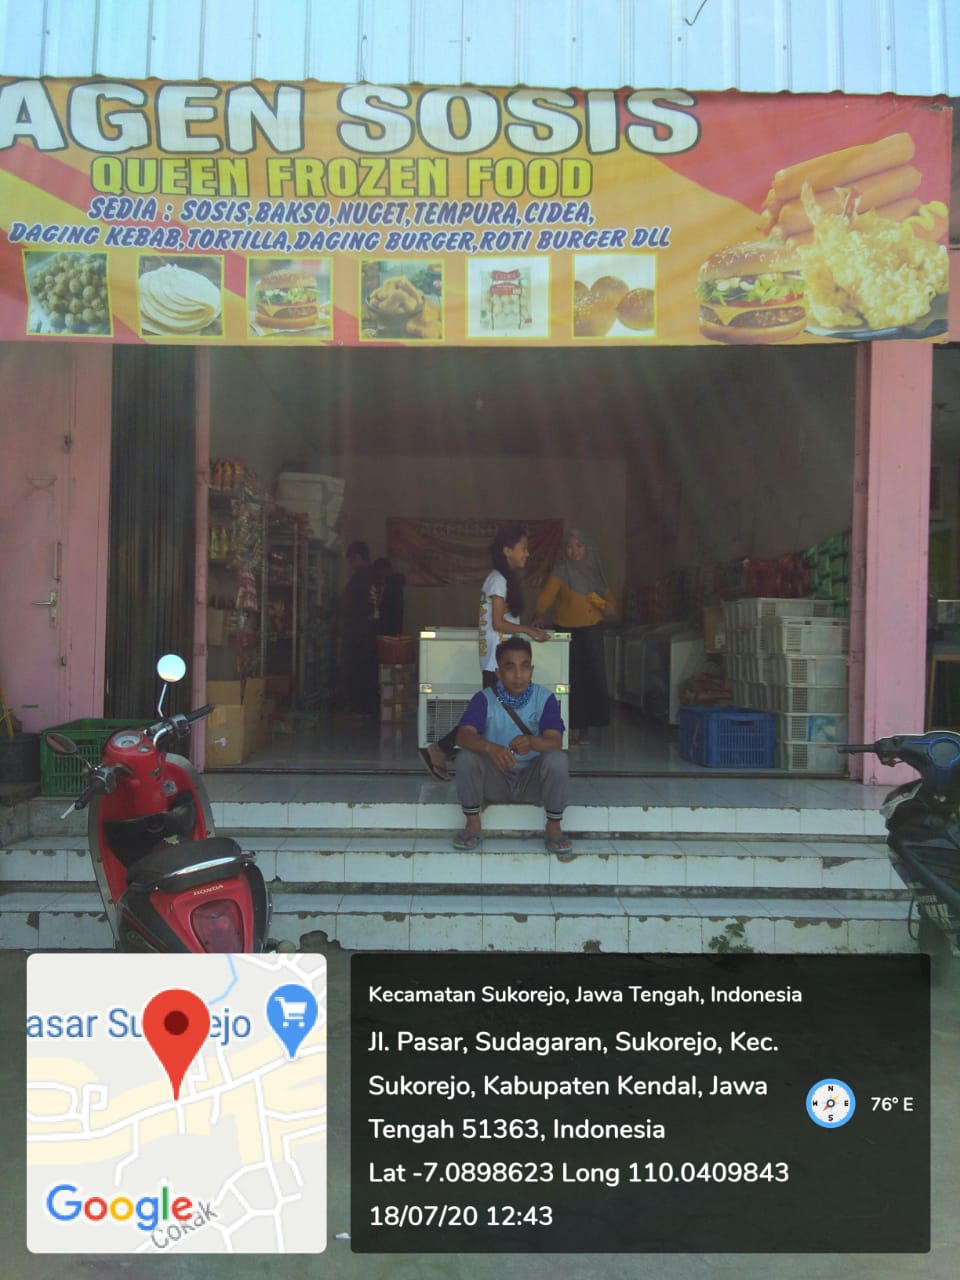 AGEN SOSIS
QUEEN FROZEN FOOD
SEDIA : SOSIS,BAKSO,NUGET,TEMPURA,CIDEA,
DAGING KEBAB,TORTILLA,DAGING BURGER,ROTI BURGER DLL
AGEN
HONDA
asar Su ejo
Google
Cokak
Kecamatan Sukorejo, Jawa Tengah, Indonesia
Jl. Pasar, Sudagaran, Sukorejo, Kec.
Sukorejo, Kabupaten Kendal, Jawa
Tengah 51363, Indonesia
Lat -7.0898623 Long 110.0409843
18/07/20 12:43
N
W E
S
76° E